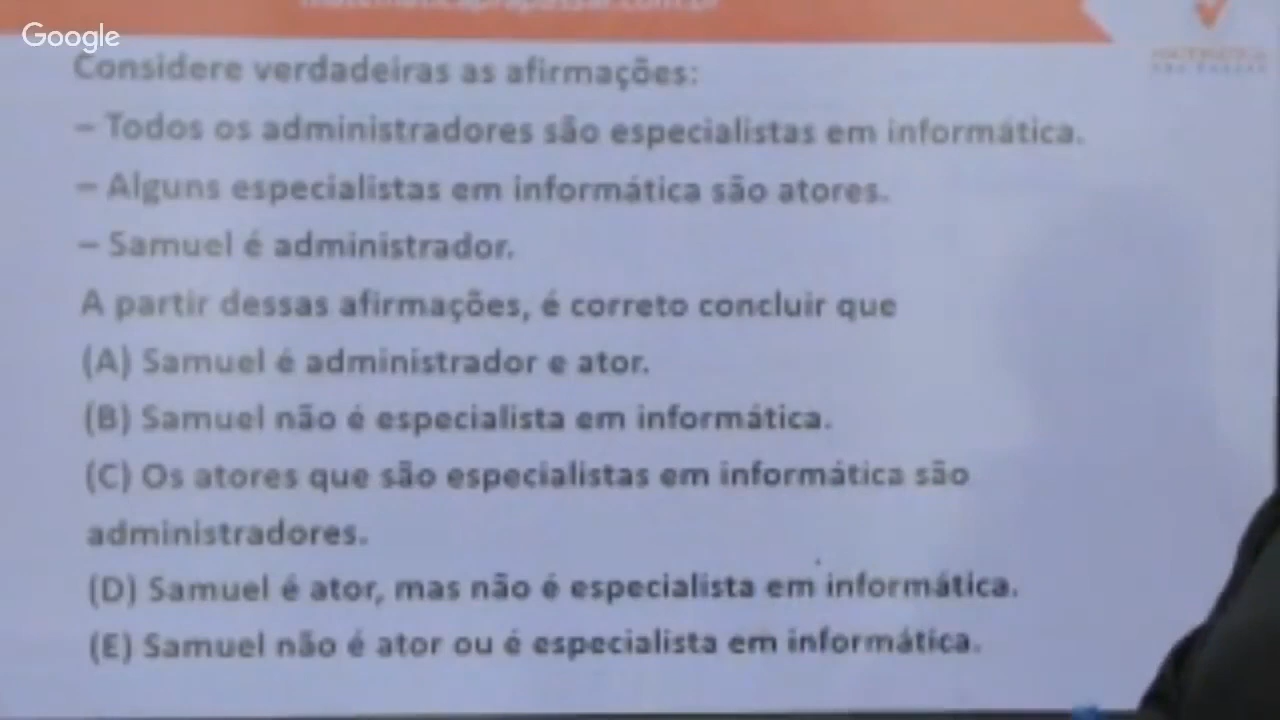 Google
Considere verdadeiras as afirmações:
– Todos os administradores são especialistas em informática.
– Alguns especialistas em informática são atores.
– Samuel é administrador.
A partir dessas afirmações, é correto concluir que
(A) Samuel é administrador e ator.
(B) Samuel não é especialista em informática.
(C) Os atores que são especialistas em informática são
administradores.
(D) Samuel é ator, mas não é especialista em informática.
(E) Samuel não é ator ou é especialista em informática.